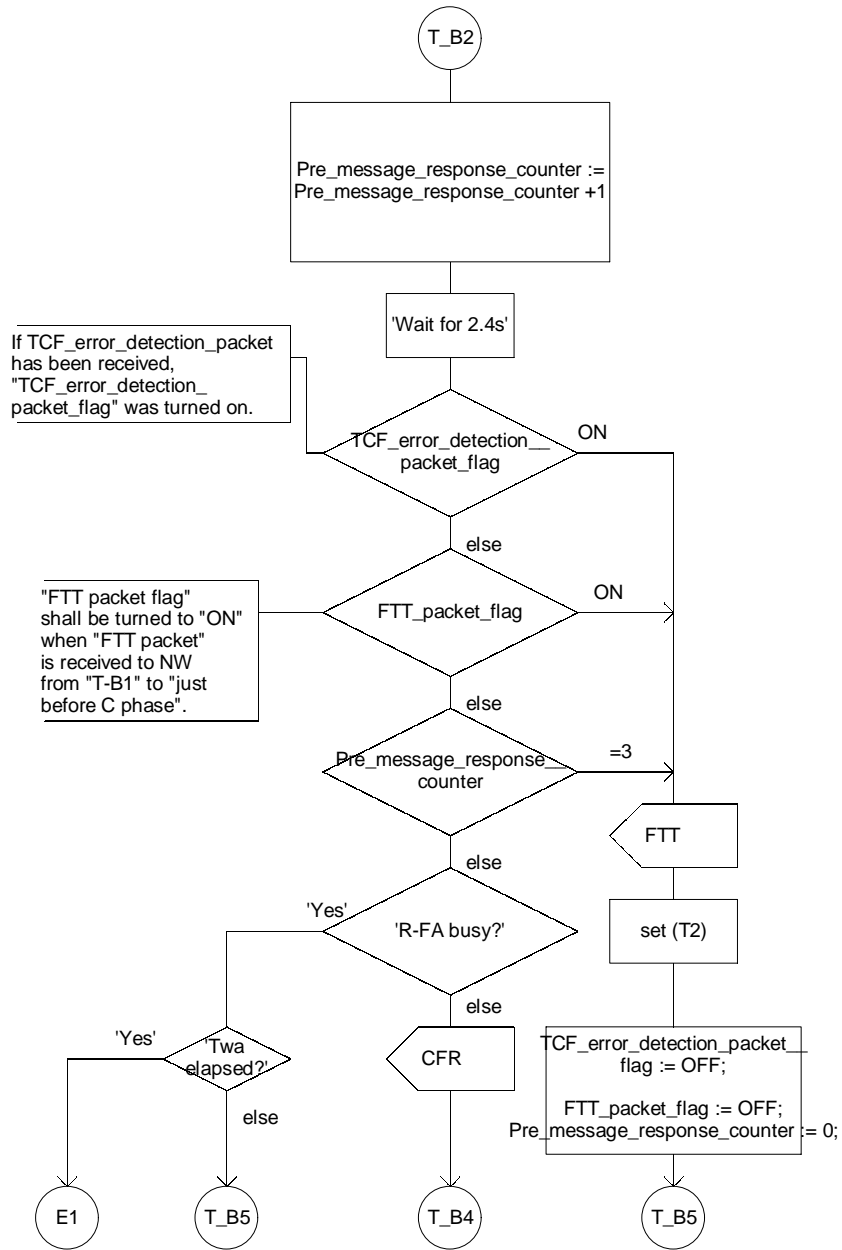 T_B2
Pre_message_response_counter :=
Pre_message_response_counter +1
'Wait for 2.4s'
If TCF_error_detection_packet
has been received,
"TCF_error_detection_
packet_flag" was turned on.
TCF_error_detection__
packet_flag
ON
else
"FTT packet flag"
shall be turned to "ON"
when "FTT packet"
is received to NW
from "T-B1" to "just
before C phase".
FTT_packet_flag
ON
else
Pre_message_response__
counter
=3
else
FTT
'Yes'
'R-FA busy?'
set (T2)
else
'Yes'
'Twa
elapsed?'
else
CFR
TCF_error_detection_packet__
flag := OFF;
FTT_packet_flag := OFF;
Pre_message_response_counter := 0;
E1
T_B5
T_B4
T_B5